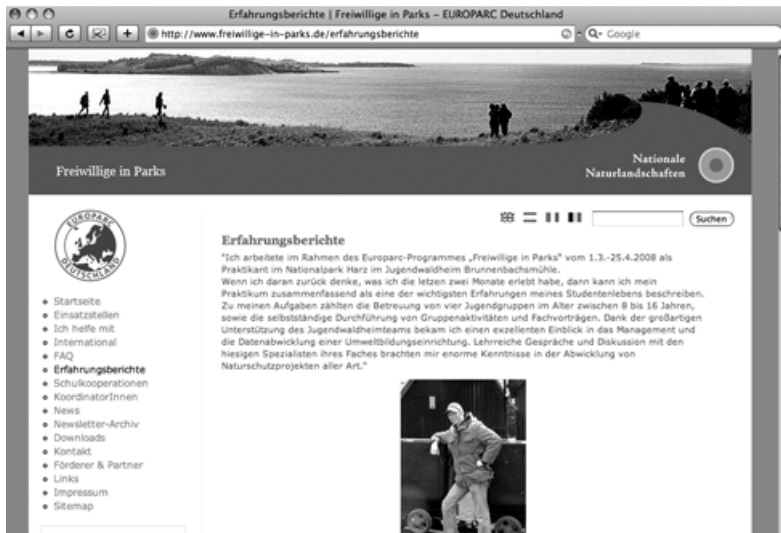 Erfahrungsberichte | Freiwillige in Parks – EUROPARC Deutschland
http://www.freiwillige-in-parks.de/erfahrungsberichte
Google
Freiwillige in Parks
Nationale
Naturlandschaften
EUROPARC
DEUTSCHLAND
Suchen
Startseite
Einsatzstellen
Ich helfe mit
International
FAQ
Erfahrungsberichte
Schulkooperationen
KoordinatorInnen
News
Newsletter-Archiv
Downloads
Kontakt
Förderer & Partner
Links
Impressum
Sitemap
Erfahrungsberichte
"Ich arbeitete im Rahmen des Europarc-Programmes „Freiwillige in Parks" vom 1.3.-25.4.2008 als
Praktikant im Nationalpark Harz im Jugendwaldheim Brunnenbachsmühle.
Wenn ich daran zurück denke, was ich die letzen zwei Monate erlebt habe, dann kann ich mein
Praktikum zusammenfassend als eine der wichtigsten Erfahrungen meines Studentenlebens beschreiben.
Zu meinen Aufgaben zählten die Betreuung von vier Jugendgruppen im Alter zwischen 8 bis 16 Jahren,
sowie die selbstständige Durchführung von Gruppenaktivitäten und Fachvorträgen. Dank der großartigen
Unterstützung des Jugendwaldheimteams bekam ich einen exzellenten Einblick in das Management und
die Datenabwicklung einer Umweltbildungseinrichtung. Lehrreiche Gespräche und Diskussion mit den
hiesigen Spezialisten ihres Faches brachten mir enorme Kenntnisse in der Abwicklung von
Naturschutzprojekten aller Art."